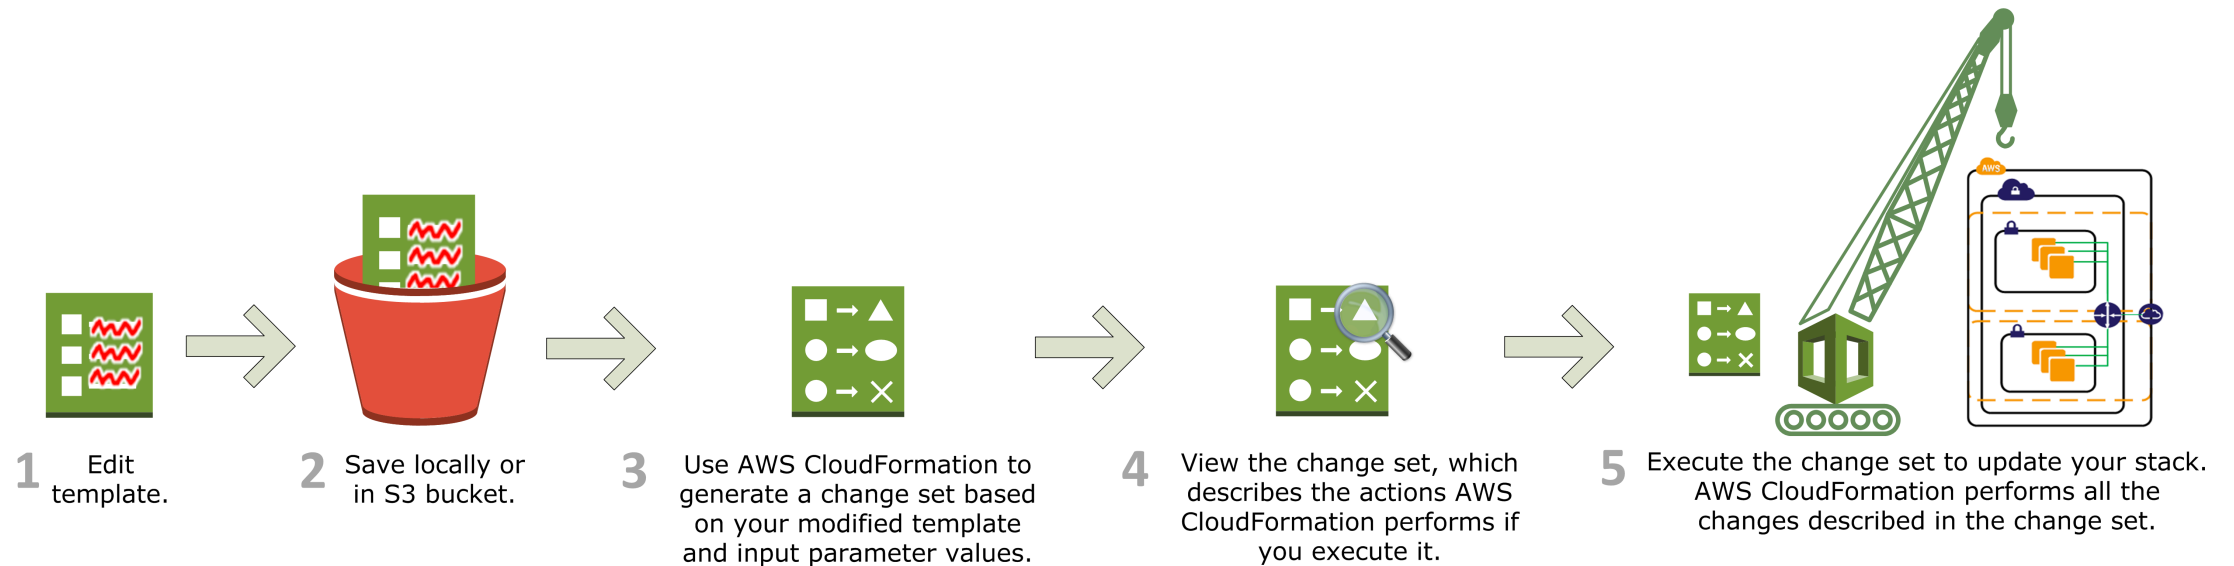 AWS
1 Edit
template.
2 Save locally or
in S3 bucket.
3 Use AWS CloudFormation to
generate a change set based
on your modified template
and input parameter values.
4 View the change set, which
describes the actions AWS
CloudFormation performs if
you execute it.
5 Execute the change set to update your stack.
AWS CloudFormation performs all the
changes described in the change set.